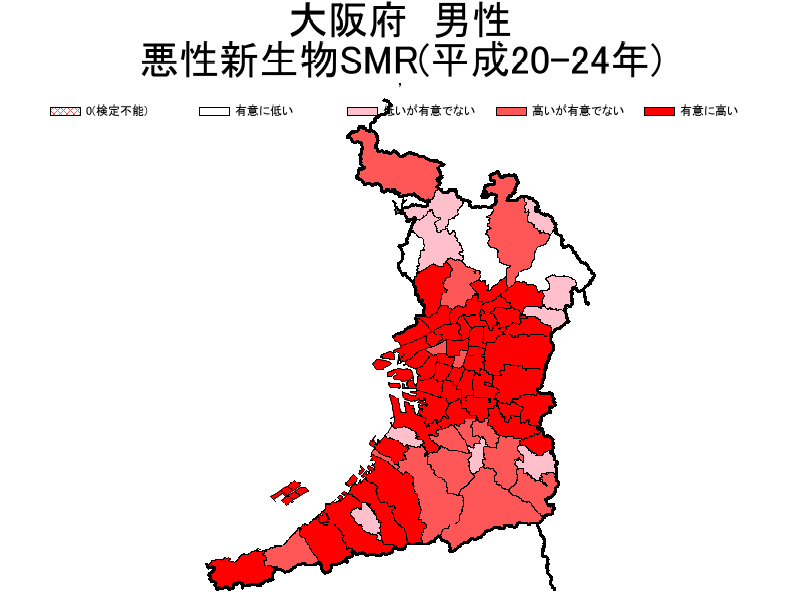 大阪府 男性
悪性新生物SMR(平成20-24年)
0(検定不能) 有意に低い 低いが有意でない 高いが有意でない 有意に高い